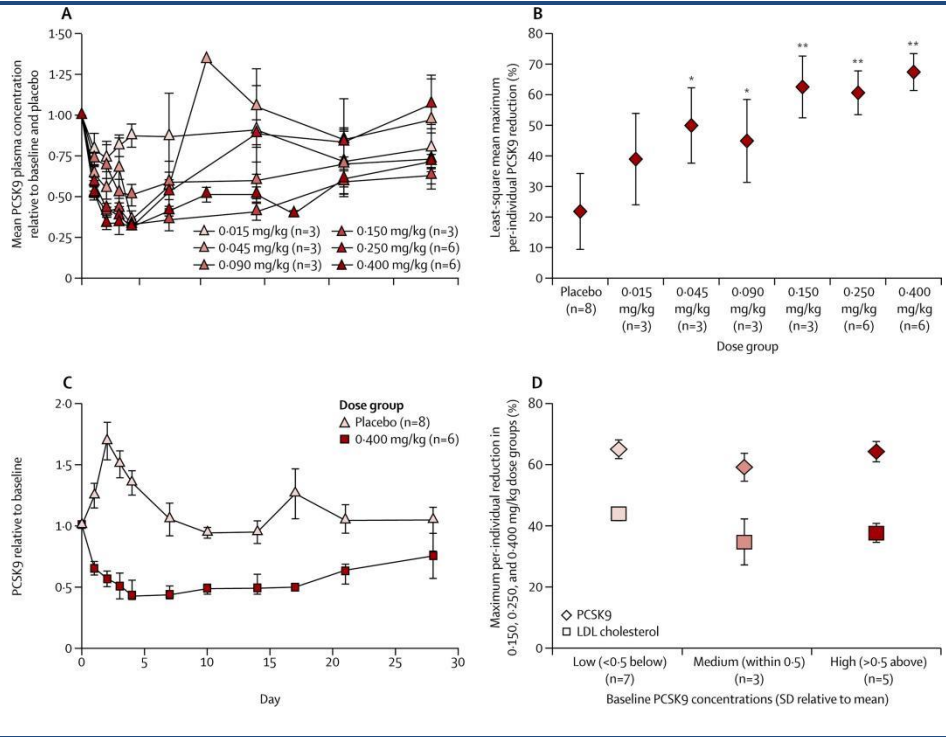 A
Mean PCSK9 plasma concentration
relative to baseline and placebo
1·50
1·25
1·00
0·75
0·50
0·25
0
0·015 mg/kg (n=3)
0·045 mg/kg (n=3)
0·090 mg/kg (n=3)
0·150 mg/kg (n=3)
0·250 mg/kg (n=6)
0·400 mg/kg (n=6)
B
Least-square mean maximum
per-individual PCSK9 reduction (%)
80
70
60
50
40
30
20
10
0
*
*
**
**
**
Placebo
(n=8)
0·015
mg/kg
(n=3)
0·045
mg/kg
(n=3)
0·090
mg/kg
(n=3)
0·150
mg/kg
(n=3)
0·250
mg/kg
(n=6)
0·400
mg/kg
(n=6)
Dose group
C
PCSK9 relative to baseline
2·0
1·5
1·0
0·5
0
Dose group
Placebo (n=8)
0·400 mg/kg (n=6)
0
5
10
15
20
25
30
Day
D
Maximum per-individual reduction in
0·150, 0·250, and 0·400 mg/kg dose groups (%)
80
60
40
60
0
PCSK9
LDL cholesterol
Low (<0·5 below)
(n=7)
Medium (within 0·5)
(n=3)
High (>0·5 above)
(n=5)
Baseline PCSK9 concentrations (SD relative to mean)